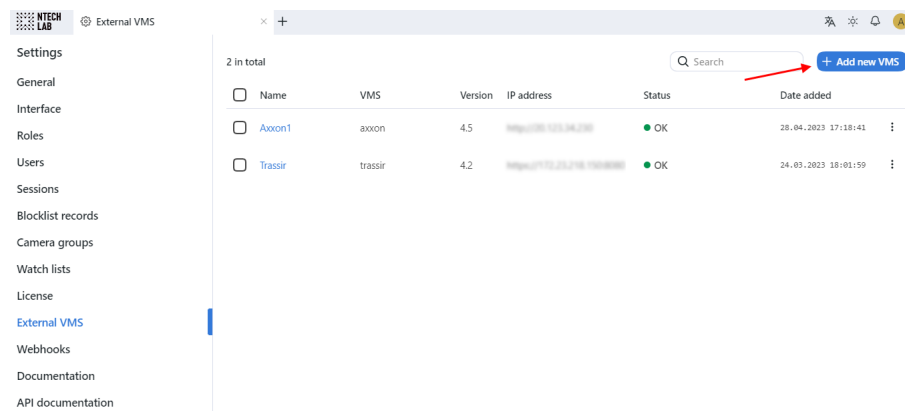 NTECH LAB External VMS × + A
Settings
2 in total Search + Add new VMS
General
Name VMS Version IP address Status Date added
Interface
Axxon1 axxon 4.5 OK 28.04.2023 17:18:41
Roles
Users
Trassir trassir 4.2 OK 24.03.2023 18:01:59
Sessions
Blocklist records
Camera groups
Watch lists
License
External VMS
Webhooks
Documentation
API documentation